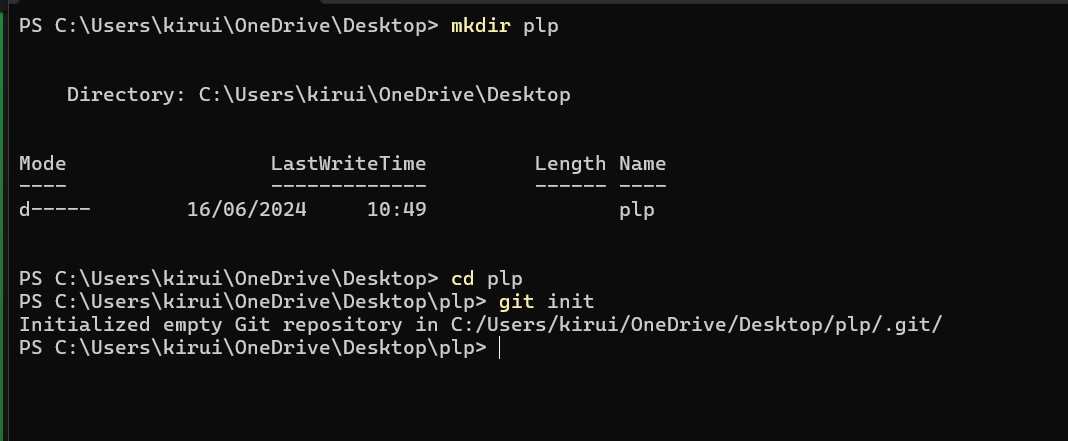 PS C:\Users\kirui\OneDrive\Desktop> mkdir plp
Directory: C:\Users\kirui\OneDrive\Desktop
Mode                 LastWriteTime         Length Name
----                 -------------         ------ ----
d-----        16/06/2024     10:49                plp
PS C:\Users\kirui\OneDrive\Desktop> cd plp
PS C:\Users\kirui\OneDrive\Desktop\plp> git init
Initialized empty Git repository in C:/Users/kirui/OneDrive/Desktop/plp/.git/
PS C:\Users\kirui\OneDrive\Desktop\plp>